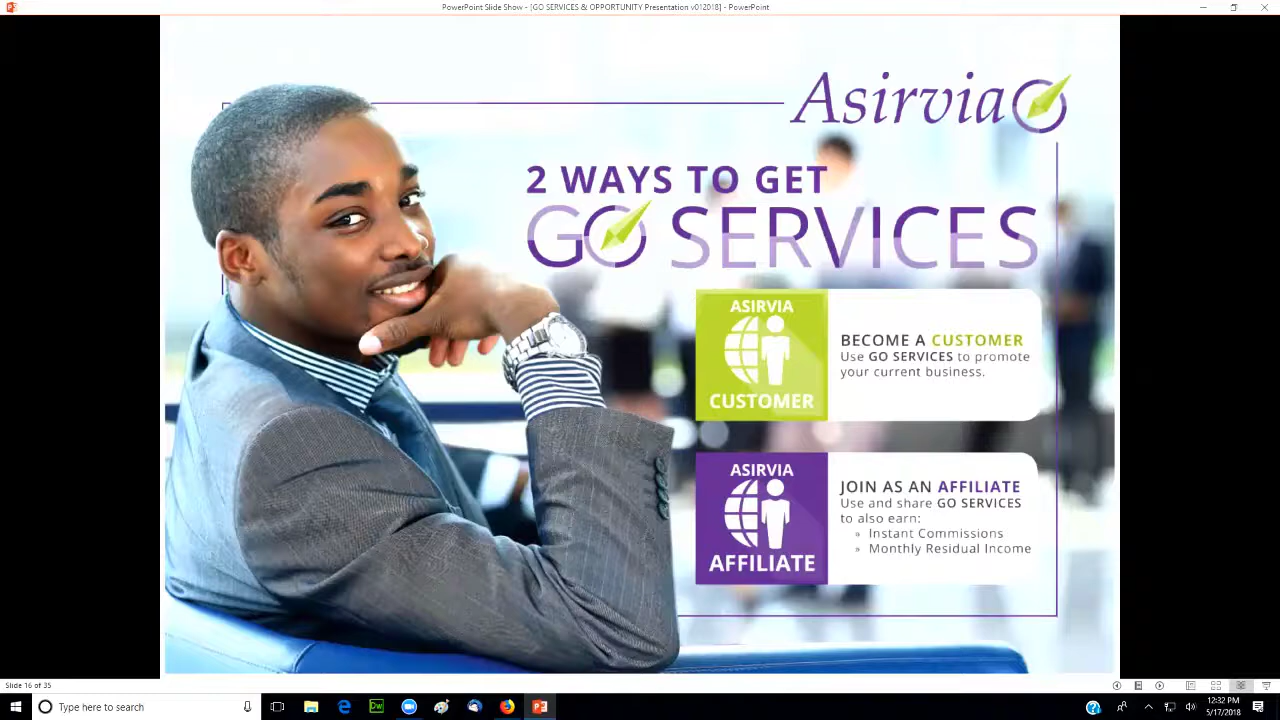 PowerPoint Slide Show - [GO SERVICES & OPPORTUNITY Presentation v012018] - PowerPoint
Asirvia
2 WAYS TO GET
GO SERVICES
ASIRVIA
CUSTOMER
BECOME A CUSTOMER
Use GO SERVICES to promote
your current business.
ASIRVIA
AFFILIATE
JOIN AS AN AFFILIATE
Use and share GO SERVICES
to also earn:
» Instant Commissions
» Monthly Residual Income
Slide 16 of 35
Type here to search
Dw
12:32 PM
5/17/2018